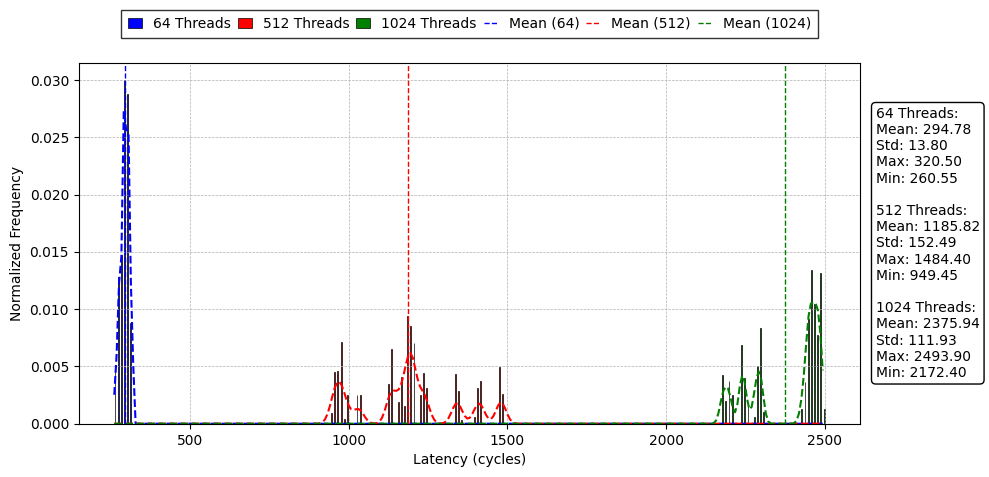 64 Threads 512 Threads 1024 Threads Mean (64) Mean (512) Mean (1024)
0.030
0.025
0.020
0.015
0.010
0.005
0.000
Normalized Frequency
500 1000 1500 2000 2500
Latency (cycles)
64 Threads:
Mean: 294.78
Std: 13.80
Max: 320.50
Min: 260.55
512 Threads:
Mean: 1185.82
Std: 152.49
Max: 1484.40
Min: 949.45
1024 Threads:
Mean: 2375.94
Std: 111.93
Max: 2493.90
Min: 2172.40